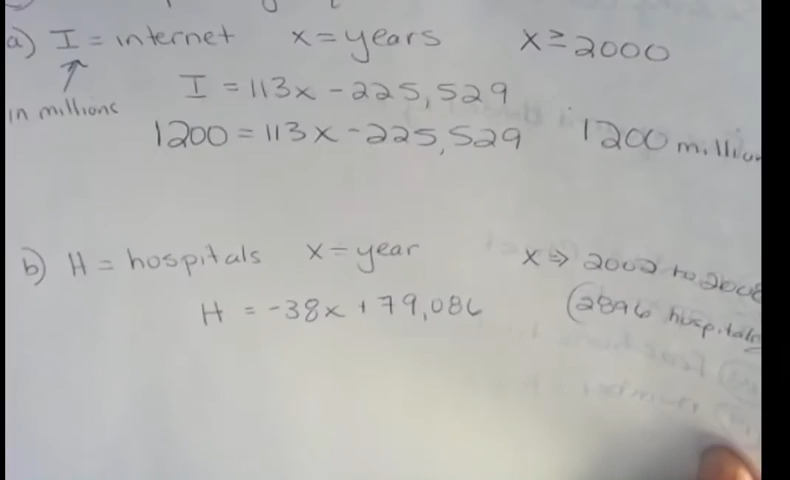 a) I = internet x = years x ≥ 2000
↑
in millions
I = 113x - 225,529
1200 = 113x - 225,529 1200 million
b) H = hospitals x = year x ⇒ 2002 to 2008
H = -38x + 79,086 (2896 hospitals